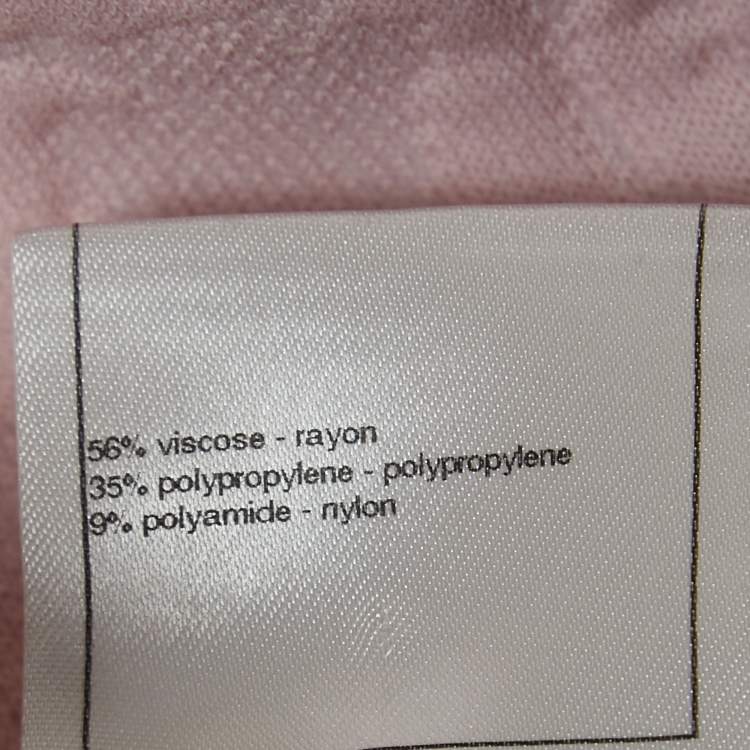 56% viscose - rayon
35% polypropylene - polypropylene
9% polyamide - nylon